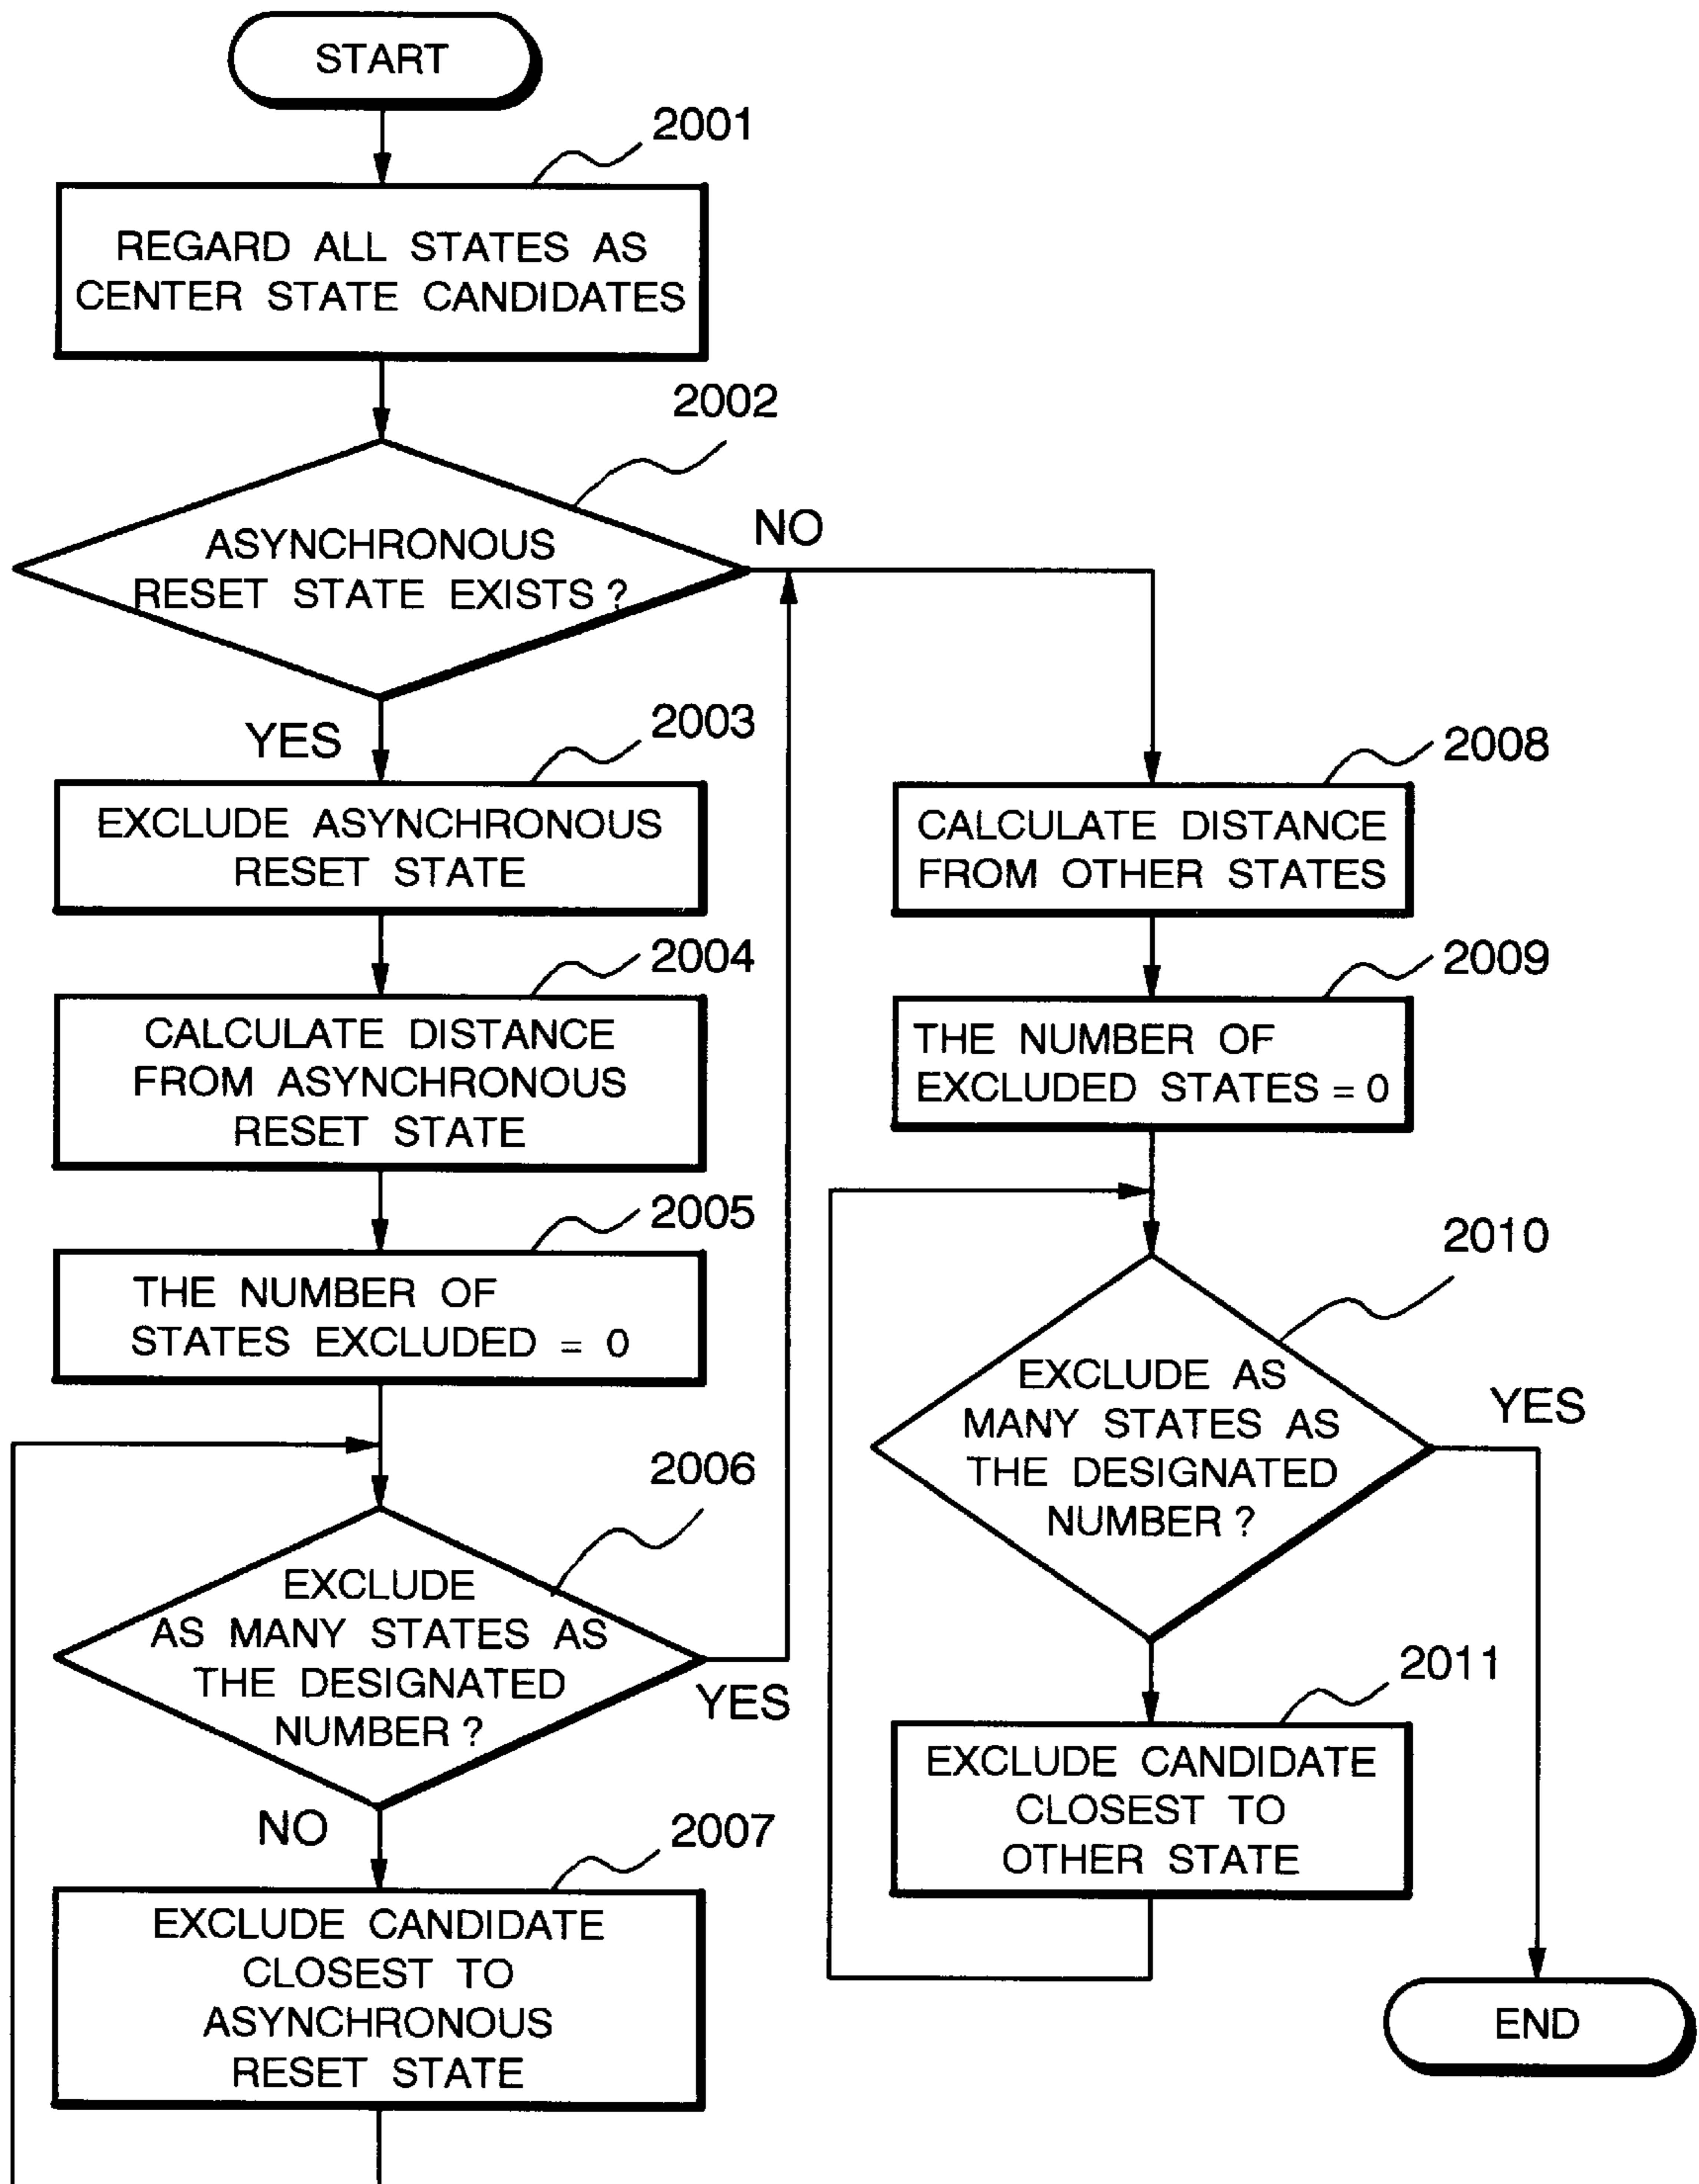 START
2001
REGARD ALL STATES AS
CENTER STATE CANDIDATES
2002
ASYNCHRONOUS
RESET STATE EXISTS ?
NO
YES
2003
EXCLUDE ASYNCHRONOUS
RESET STATE
2004
CALCULATE DISTANCE
FROM ASYNCHRONOUS
RESET STATE
2005
THE NUMBER OF
STATES EXCLUDED = 0
2006
EXCLUDE
AS MANY STATES AS
THE DESIGNATED
NUMBER ?
YES
NO
2007
EXCLUDE CANDIDATE
CLOSEST TO
ASYNCHRONOUS
RESET STATE
2008
CALCULATE DISTANCE
FROM OTHER STATES
2009
THE NUMBER OF
EXCLUDED STATES = 0
2010
EXCLUDE AS
MANY STATES AS
THE DESIGNATED
NUMBER ?
YES
2011
EXCLUDE CANDIDATE
CLOSEST TO
OTHER STATE
END